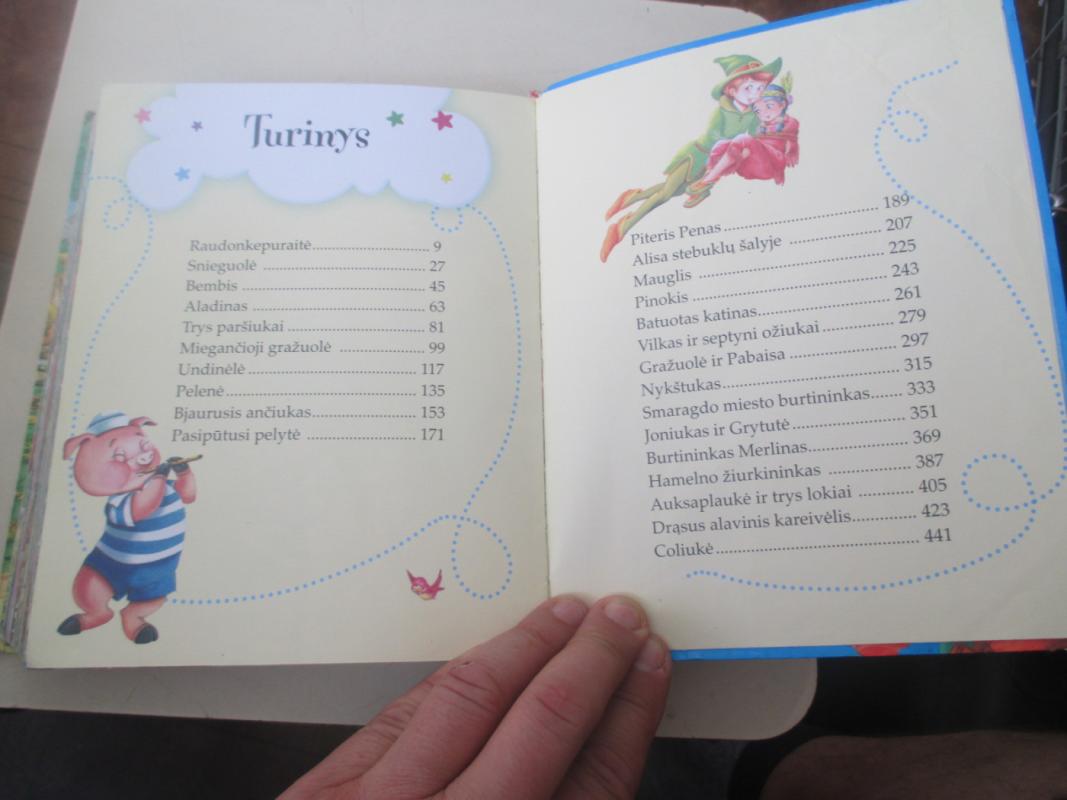 Turinys
Raudonkepuraitė........................... 9
Snieguolė ...................................... 27
Bembis ........................................... 45
Aladinas ......................................... 63
Trys paršiukai ................................ 81
Miegančioji gražuolė ..................... 99
Undinėlė ...................................... 117
Pelenė........................................... 135
Bjaurusis ančiukas........................ 153
Pasipūtusi pelytė ......................... 171
Piteris Penas .................................. 189
Alisa stebuklų šalyje ..................... 207
Mauglis ......................................... 225
Pinokis .......................................... 243
Batuotas katinas............................ 261
Vilkas ir septyni ožiukai ............... 279
Gražuolė ir Pabaisa ...................... 297
Nykštukas..................................... 315
Smaragdo miesto burtininkas....... 333
Joniukas ir Grytutė ....................... 351
Burtininkas Merlinas.................... 369
Hamelno žiurkininkas ................. 387
Auksaplaukė ir trys lokiai ........... 405
Drąsus alavinis kareivėlis............. 423
Coliukė ......................................... 441